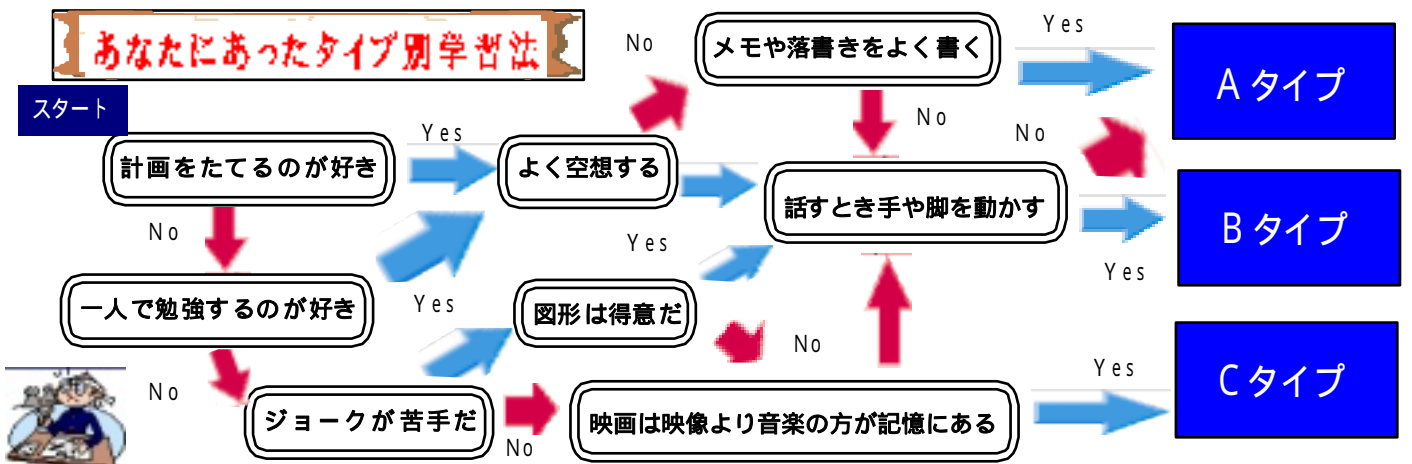 あなたにあったタイプ別学習法
スタート
計画をたてるのが好き
Yes
No
よく空想する
No
メモや落書きをよく書く
Yes
Aタイプ
No
No
話すとき手や脚を動かす
Yes
Bタイプ
一人で勉強するのが好き
Yes
No
図形は得意だ
Yes
No
ジョークが苦手だ
No
映画は映像より音楽の方が記憶にある
Yes
Cタイプ